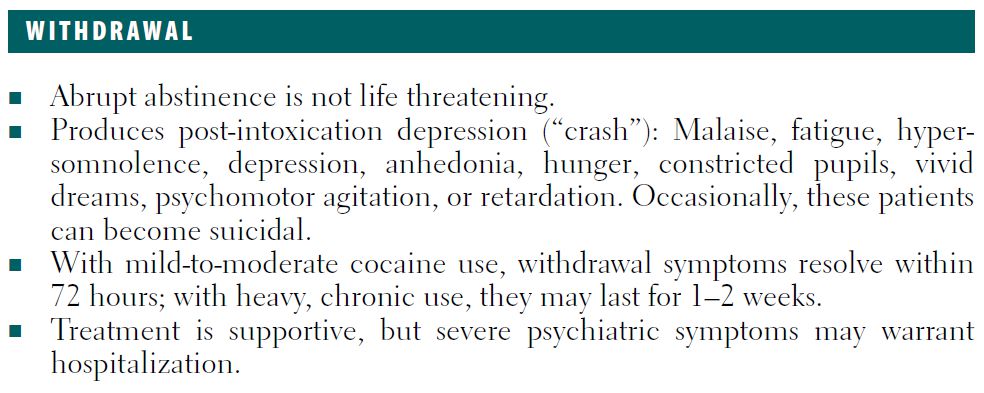 WITHDRAWAL
■ Abrupt abstinence is not life threatening.
■ Produces post-intoxication depression (“crash”): Malaise, fatigue, hyper-
somnolence, depression, anhedonia, hunger, constricted pupils, vivid
dreams, psychomotor agitation, or retardation. Occasionally, these patients
can become suicidal.
■ With mild-to-moderate cocaine use, withdrawal symptoms resolve within
72 hours; with heavy, chronic use, they may last for 1–2 weeks.
■ Treatment is supportive, but severe psychiatric symptoms may warrant
hospitalization.